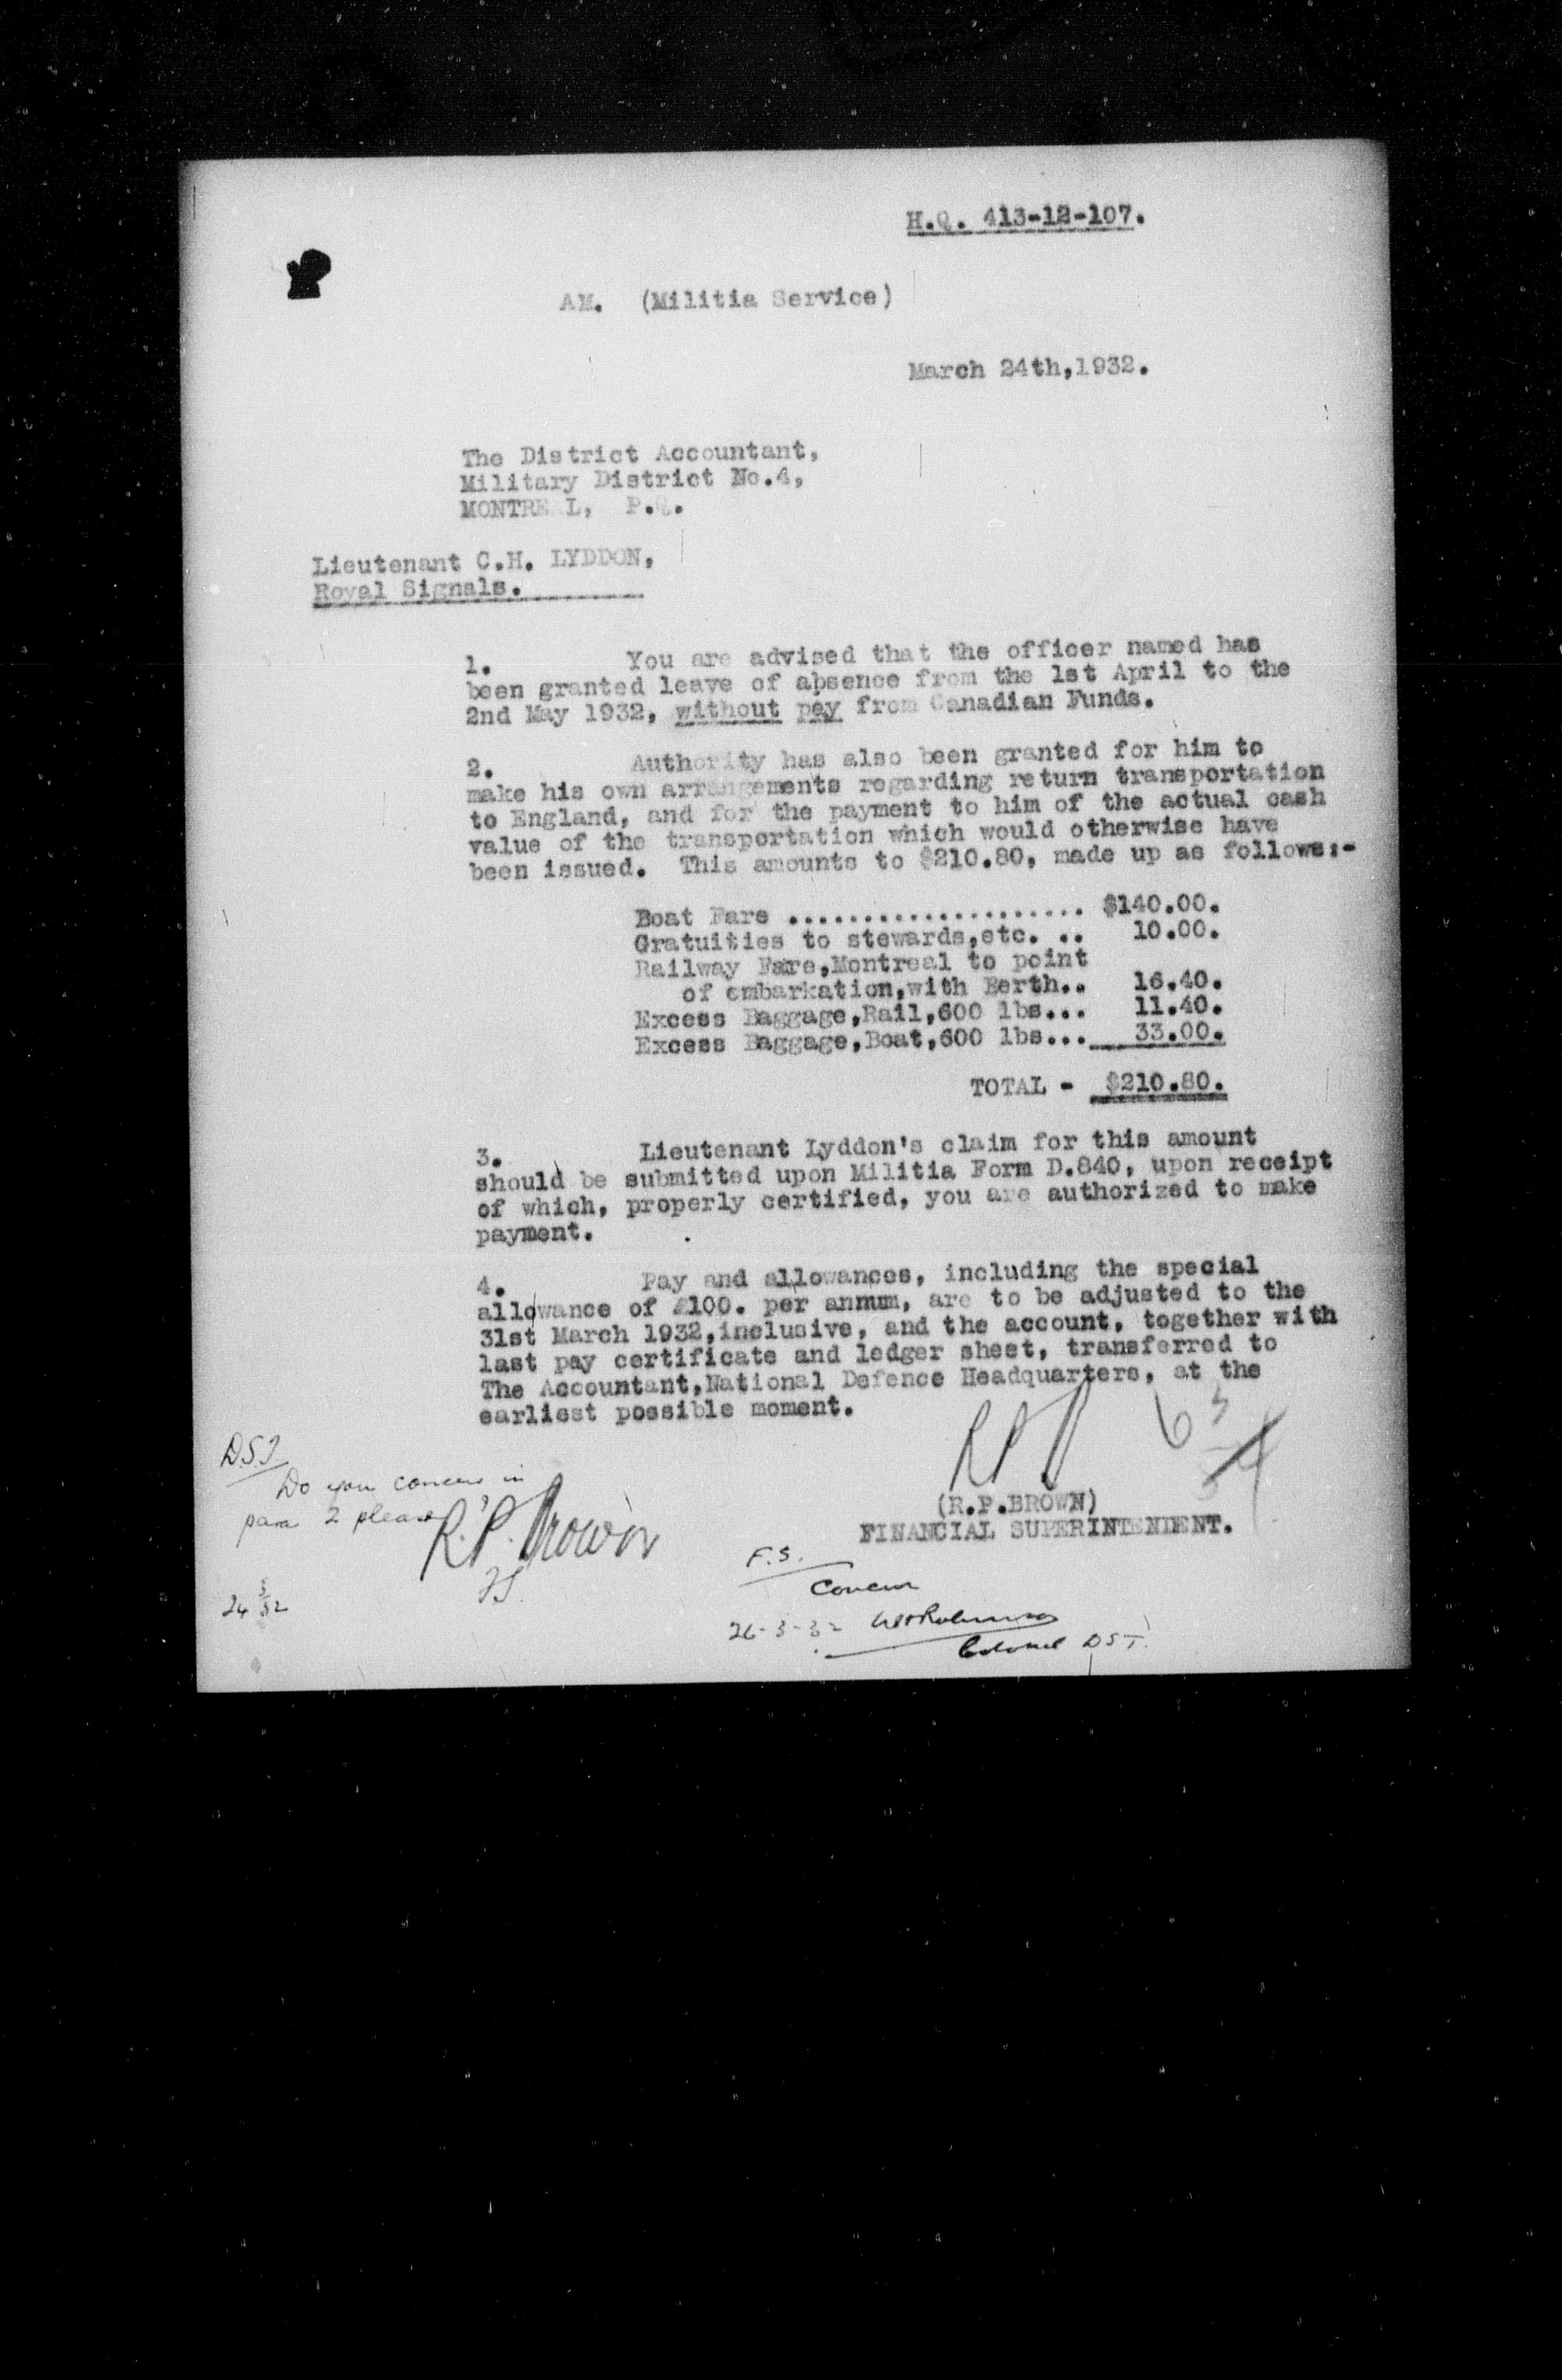 H.Q. 413-12-107.
AM. (Militia Service)
March 24th,1932.
The District Accountant,
Military District No.4,
MONTREAL, P.Q.
Lieutenant C.H. LYDDON,
Royal Signals.
1. You are advised that the officer named has
been granted leave of absence from the 1st April to the
2nd May 1932, without pay from Canadian Funds.
2. Authority has also been granted for him to
make his own arrangements regarding return transportation
to England, and for the payment to him of the actual cash
value of the transportation which would otherwise have
been issued. This amounts to $210.80, made up as follows:-
Boat Fare .................... $140.00.
Gratuities to stewards,etc. .. 10.00.
Railway Fare,Montreal to point
of embarkation,with Berth.. 16.40.
Excess Baggage,Rail,600 lbs... 11.40.
Excess Baggage,Boat,600 lbs... 33.00.
TOTAL - $210.80.
3. Lieutenant Lyddon's claim for this amount
should be submitted upon Militia Form D.840, upon receipt
of which, properly certified, you are authorized to make
payment.
4. Pay and allowances, including the special
allowance of £100. per annum, are to be adjusted to the
31st March 1932,inclusive, and the account, together with
last pay certificate and ledger sheet, transferred to
The Accountant,National Defence Headquarters, at the
earliest possible moment.
RPB
(R.P.BROWN)
FINANCIAL SUPERINTENDENT.
D.S.T.
Do you concur in
para 2 please?
R.P. Brown
FS.
24 3/32
F.S.
Concur
26-3-32
Colonel DST.